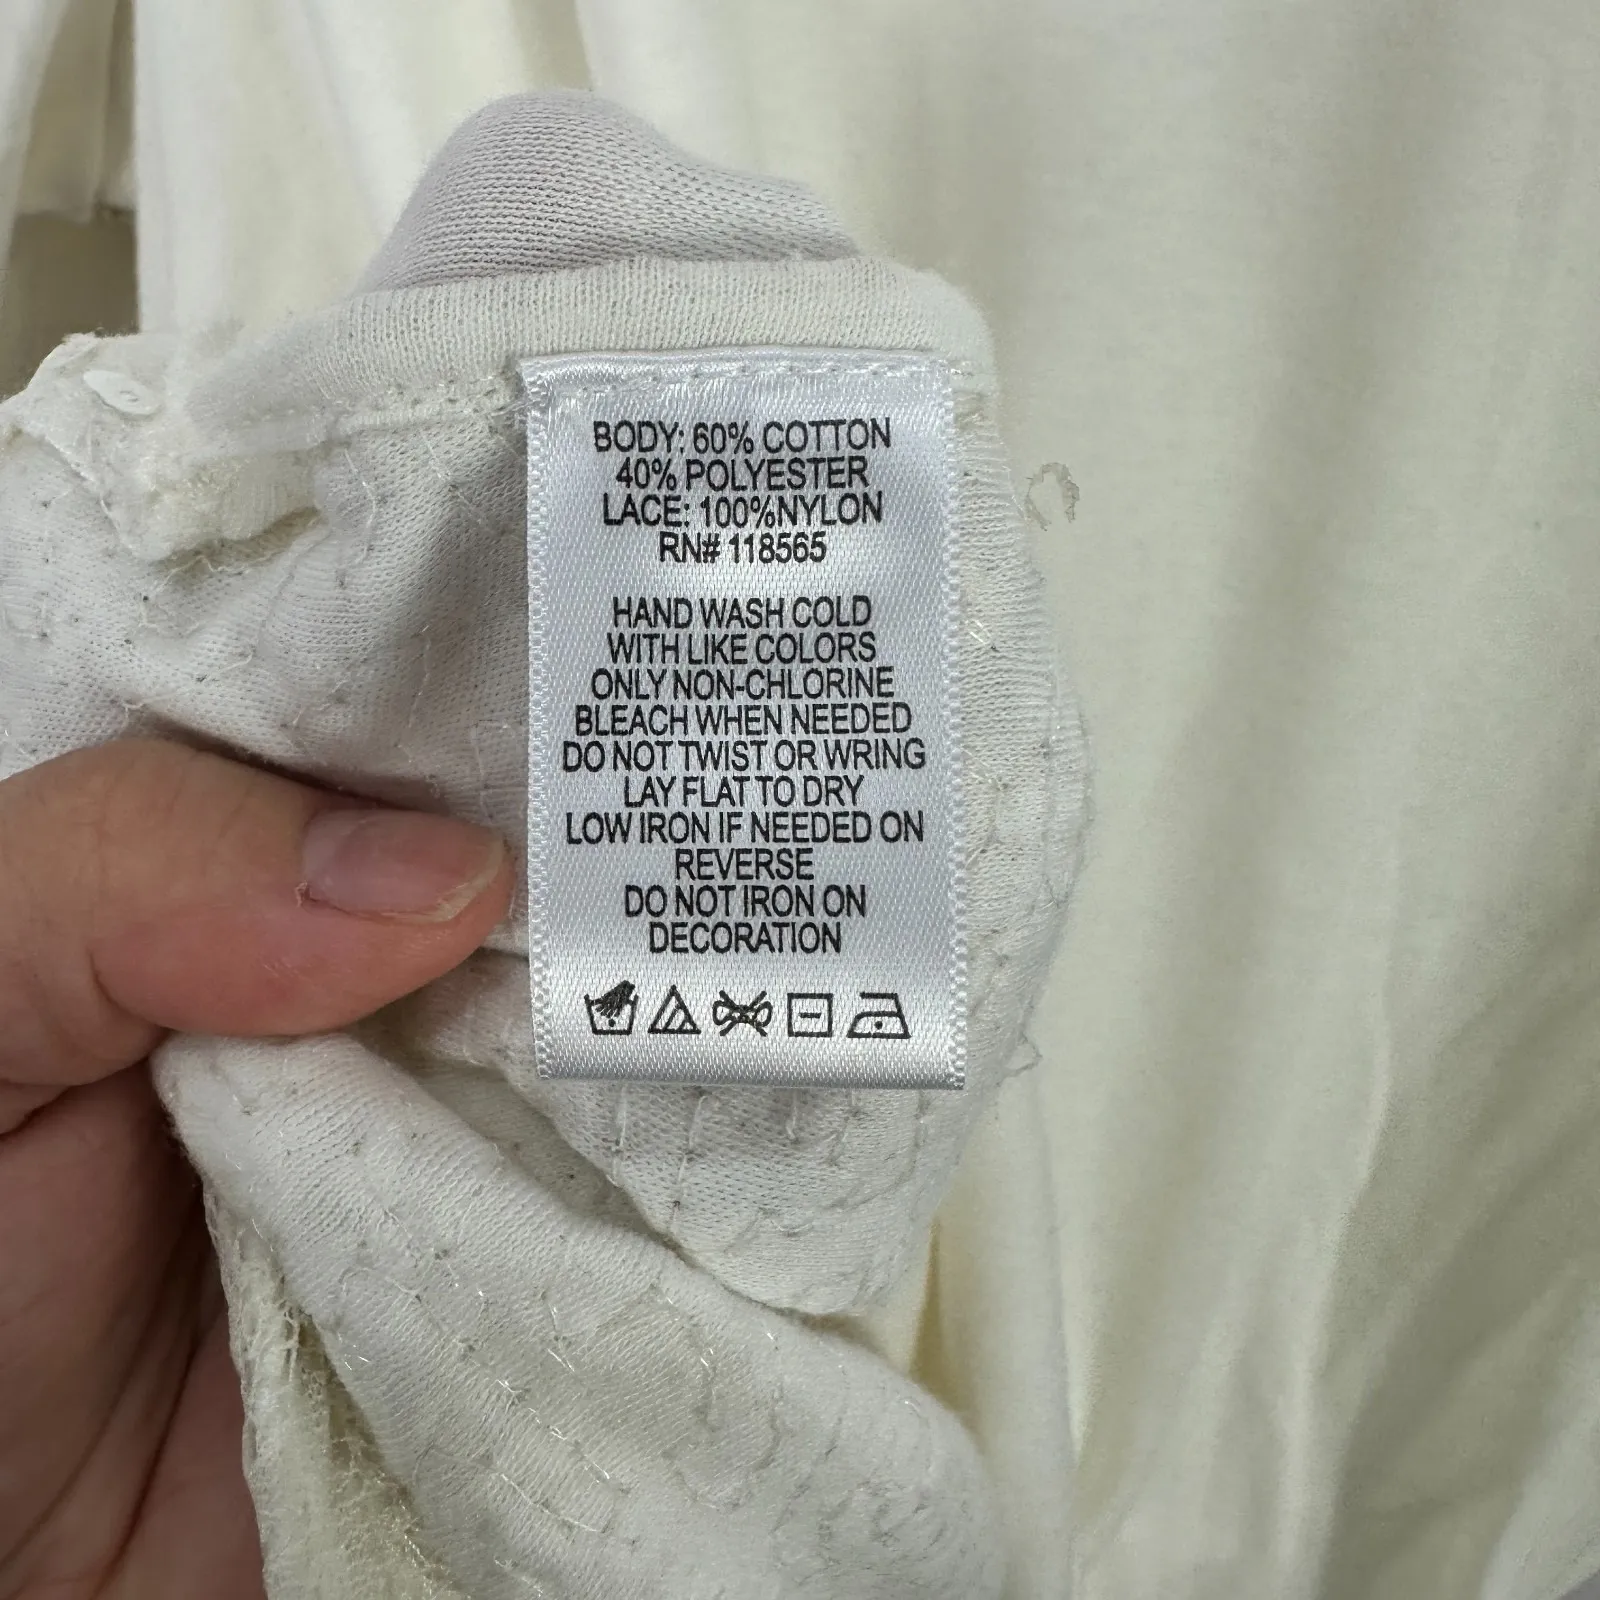 BODY: 60% COTTON
40% POLYESTER
LACE: 100%NYLON
RN# 118565
HAND WASH COLD
WITH LIKE COLORS
ONLY NON-CHLORINE
BLEACH WHEN NEEDED
DO NOT TWIST OR WRING
LAY FLAT TO DRY
LOW IRON IF NEEDED ON
REVERSE
DO NOT IRON ON
DECORATION